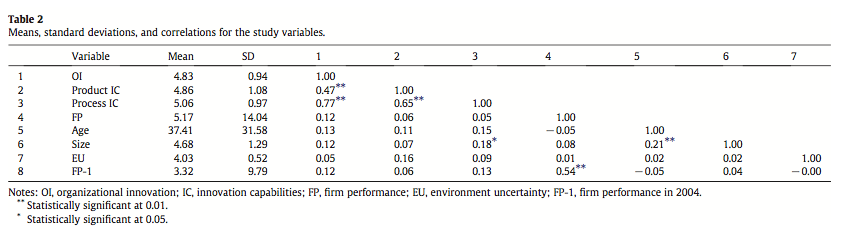 Table 2
Means, standard deviations, and correlations for the study variables.
Variable Mean SD 1 2 3 4 5 6 7
1 OI 4.83 0.94 1.00
2 Product IC 4.86 1.08 0.47** 1.00
3 Process IC 5.06 0.97 0.77** 0.65** 1.00
4 FP 5.17 14.04 0.12 0.06 0.05 1.00
5 Age 37.41 31.58 0.13 0.11 0.15 −0.05 1.00
6 Size 4.68 1.29 0.12 0.07 0.18* 0.08 0.21** 1.00
7 EU 4.03 0.52 0.05 0.16 0.09 0.01 0.02 0.02 1.00
8 FP-1 3.32 9.79 0.12 0.06 0.13 0.54** −0.05 0.04 −0.00
Notes: OI, organizational innovation; IC, innovation capabilities; FP, firm performance; EU, environment uncertainty; FP-1, firm performance in 2004.
** Statistically significant at 0.01.
* Statistically significant at 0.05.